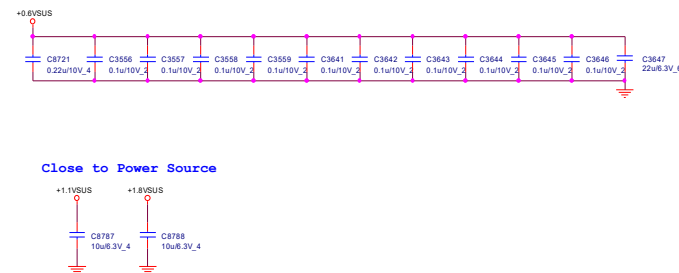 +0.6VSUS
C8721 C3556 C3557 C3558 C3559 C3641 C3642 C3643 C3644 C3645 C3646 C3647
0.22u/10V_4 0.1u/10V_2 0.1u/10V_2 0.1u/10V_2 0.1u/10V_2 0.1u/10V_2 0.1u/10V_2 0.1u/10V_2 0.1u/10V_2 0.1u/10V_2 0.1u/10V_2 22u/6.3V_6
Close to Power Source
+1.1VSUS +1.8VSUS
C8787 C8788
10u/6.3V_4 10u/6.3V_4